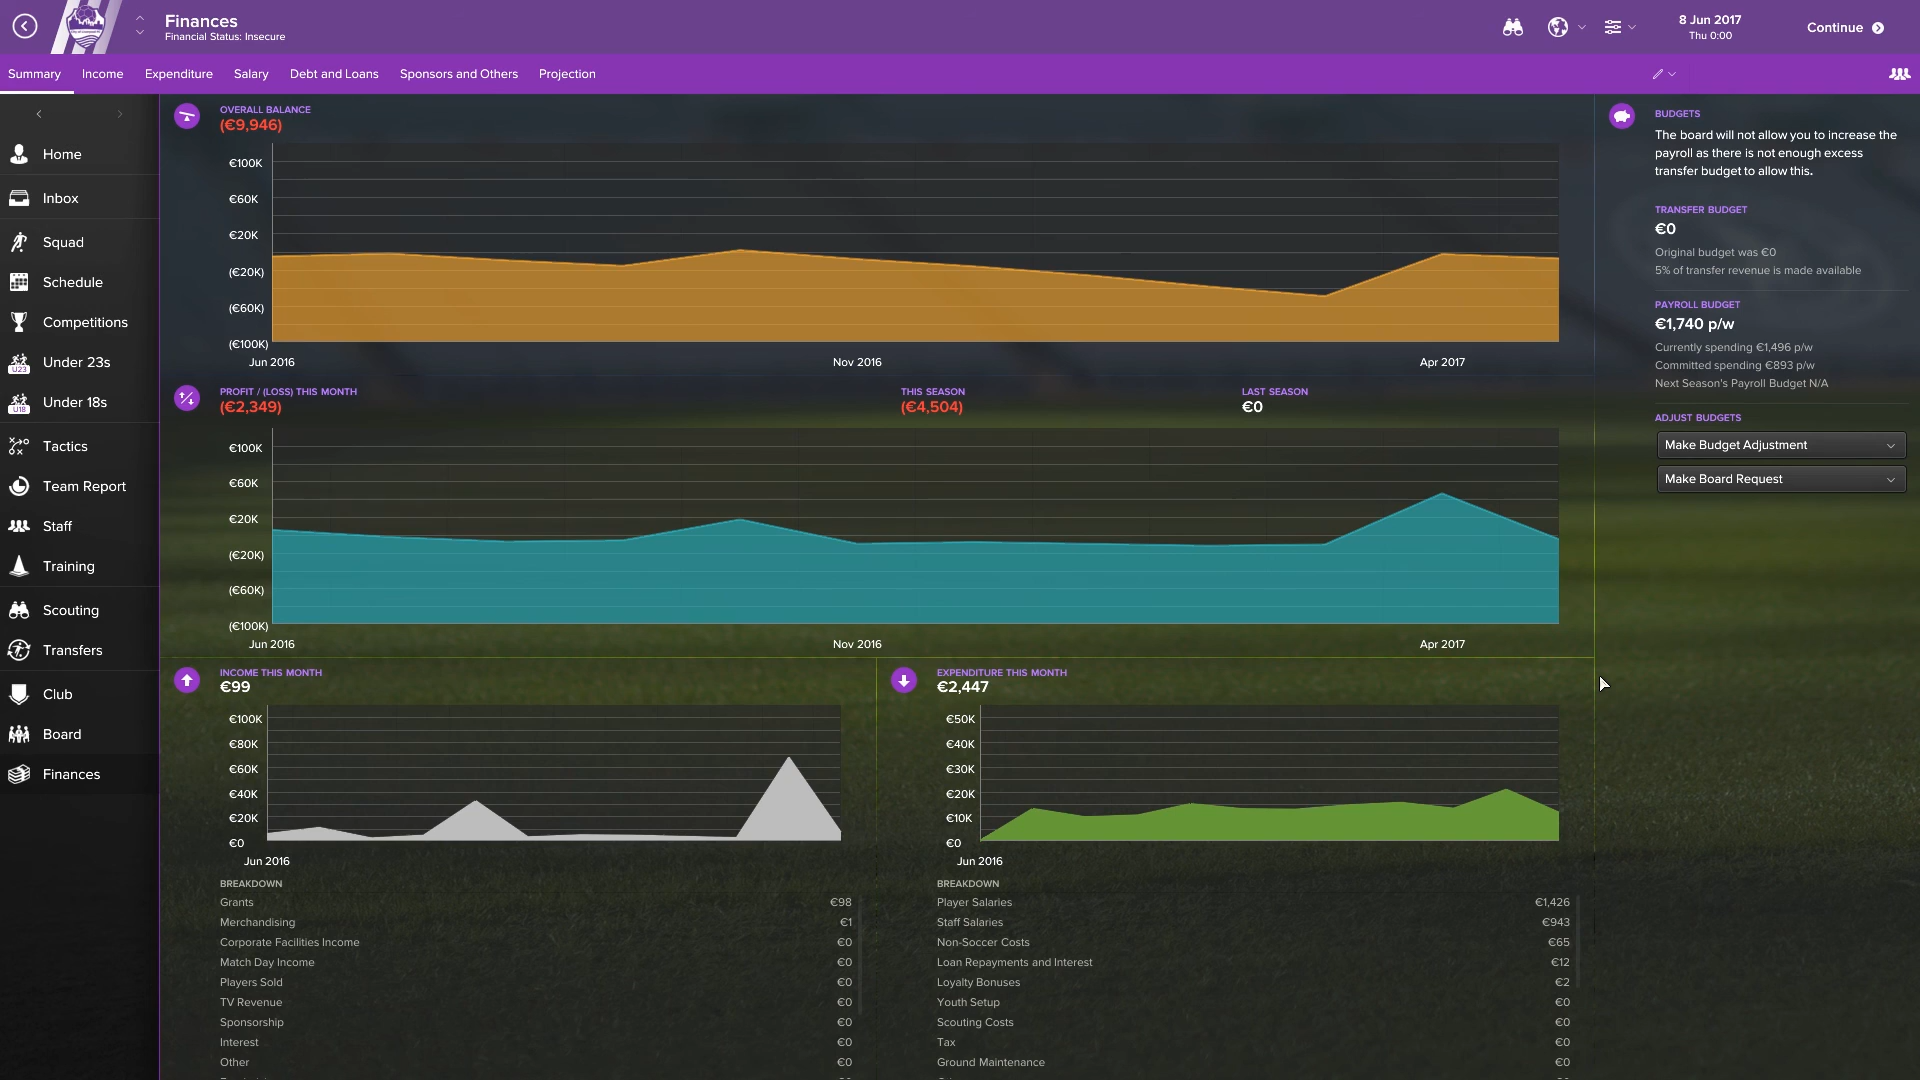 Finances
Financial Status: Insecure
8 Jun 2017
Thu 0:00
Continue
Summary
Income
Expenditure
Salary
Debt and Loans
Sponsors and Others
Projection
Home
Inbox
Squad
Schedule
Competitions
U23
Under 23s
U18
Under 18s
Tactics
Team Report
Staff
Training
Scouting
Transfers
Club
Board
Finances
OVERALL BALANCE
(€9,946)
€100K
€60K
€20K
(€20K)
(€60K)
(€100K)
Jun 2016
Nov 2016
Apr 2017
PROFIT / (LOSS) THIS MONTH
(€2,349)
THIS SEASON
(€4,504)
LAST SEASON
€0
€100K
€60K
€20K
(€20K)
(€60K)
(€100K)
Jun 2016
Nov 2016
Apr 2017
INCOME THIS MONTH
€99
€100K
€80K
€60K
€40K
€20K
€0
Jun 2016
BREAKDOWN
Grants €98
Merchandising €1
Corporate Facilities Income €0
Match Day Income €0
Players Sold €0
TV Revenue €0
Sponsorship €0
Interest €0
Other €0
EXPENDITURE THIS MONTH
€2,447
€50K
€40K
€30K
€20K
€10K
€0
Jun 2016
BREAKDOWN
Player Salaries €1,426
Staff Salaries €943
Non-Soccer Costs €65
Loan Repayments and Interest €12
Loyalty Bonuses €2
Youth Setup €0
Scouting Costs €0
Tax €0
Ground Maintenance €0
BUDGETS
The board will not allow you to increase the
payroll as there is not enough excess
transfer budget to allow this.
TRANSFER BUDGET
€0
Original budget was €0
5% of transfer revenue is made available
PAYROLL BUDGET
€1,740 p/w
Currently spending €1,496 p/w
Committed spending €893 p/w
Next Season's Payroll Budget N/A
ADJUST BUDGETS
Make Budget Adjustment
Make Board Request